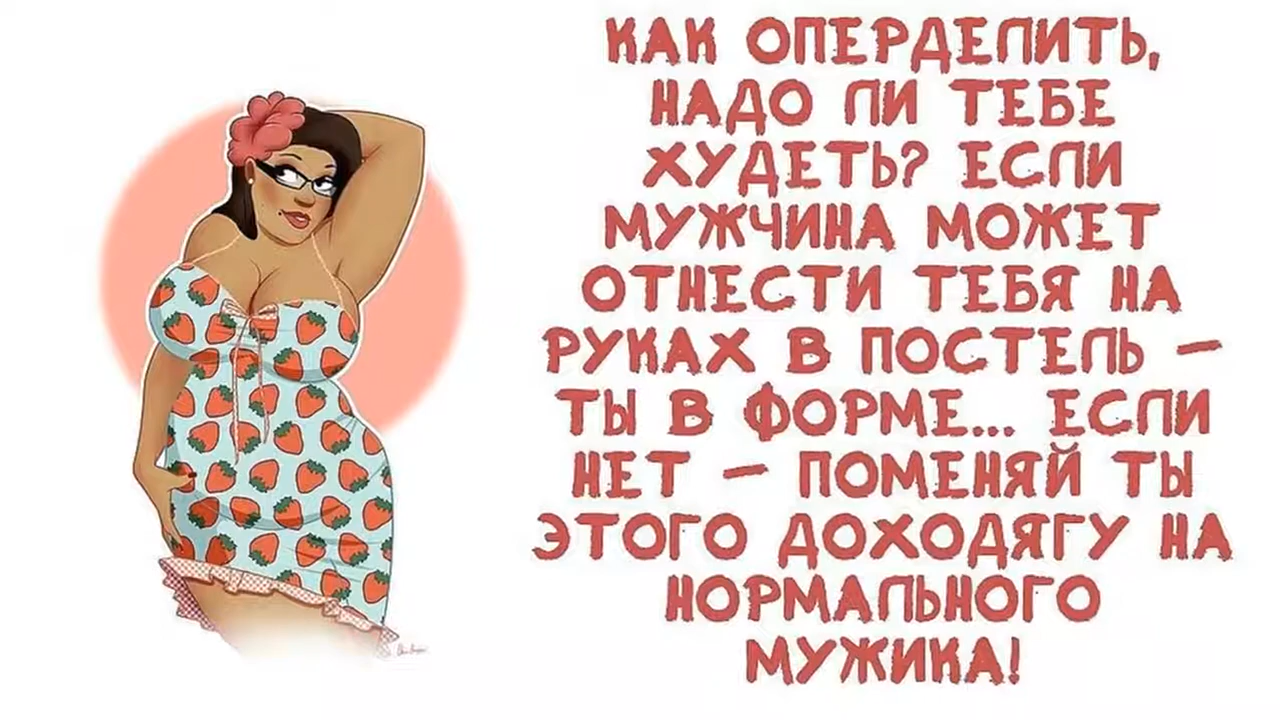 КАК ОПЕРДЕЛИТЬ,
НАДО ЛИ ТЕБЕ
ХУДЕТЬ? ЕСЛИ
МУЖЧИНА МОЖЕТ
ОТНЕСТИ ТЕБЯ НА
РУКАХ В ПОСТЕЛЬ –
ТЫ В ФОРМЕ... ЕСЛИ
НЕТ – ПОМЕНЯЙ ТЫ
ЭТОГО ДОХОДЯГУ НА
НОРМАЛЬНОГО
МУЖИКА!